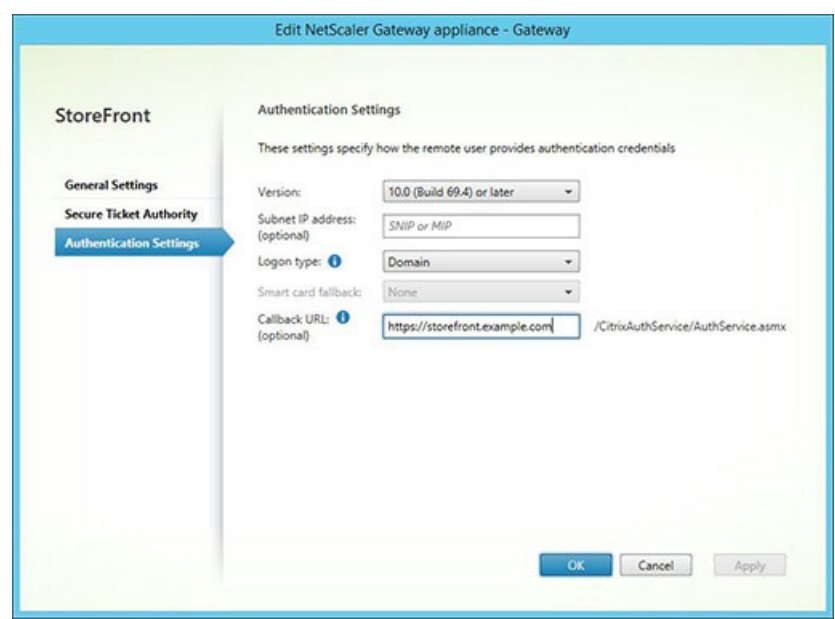 Edit NetScaler Gateway appliance - Gateway
StoreFront
General Settings
Secure Ticket Authority
Authentication Settings
Authentication Settings
These settings specify how the remote user provides authentication credentials
Version: 10.0 (Build 69.4) or later
Subnet IP address: SNIP or MIP
(optional)
Logon type: Domain
Smart card fallback: None
Callback URL: https://storefront.example.com /CitrixAuthService/AuthService.asmx
(optional)
OK Cancel Apply